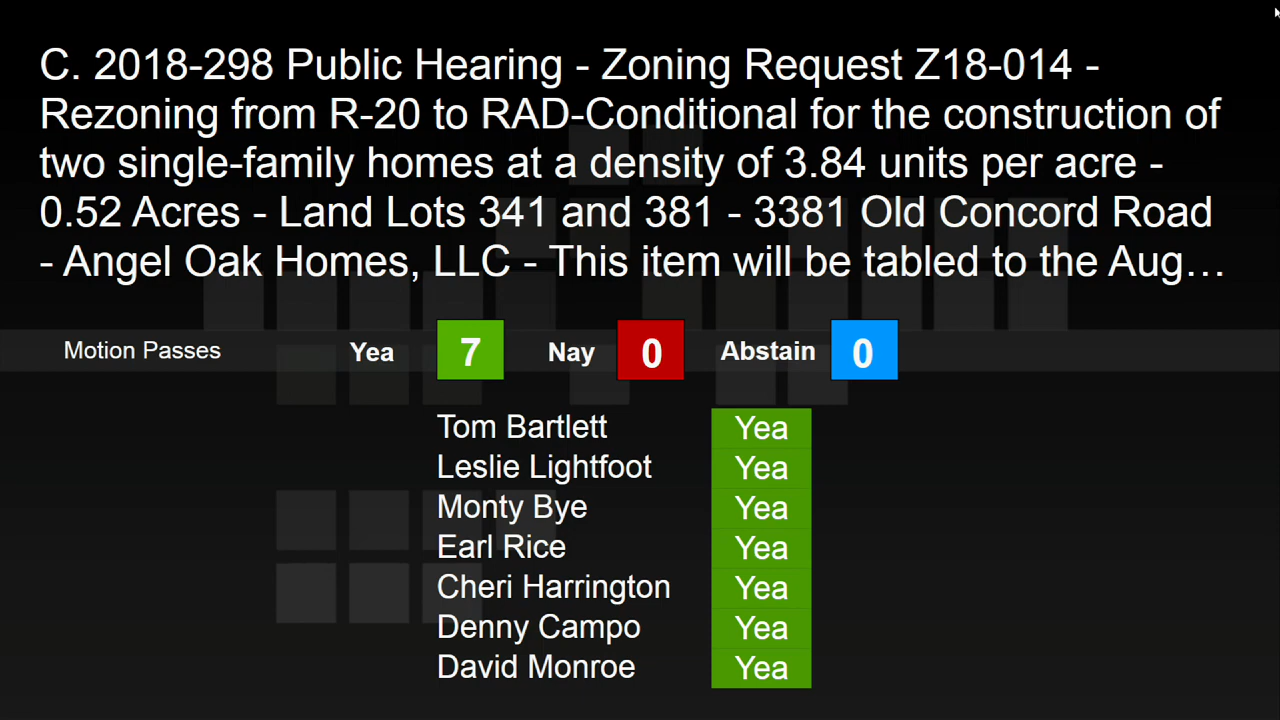 C. 2018-298 Public Hearing - Zoning Request Z18-014 -
Rezoning from R-20 to RAD-Conditional for the construction of
two single-family homes at a density of 3.84 units per acre -
0.52 Acres - Land Lots 341 and 381 - 3381 Old Concord Road
- Angel Oak Homes, LLC - This item will be tabled to the Aug…
Motion Passes Yea 7 Nay 0 Abstain 0
Tom Bartlett Yea
Leslie Lightfoot Yea
Monty Bye Yea
Earl Rice Yea
Cheri Harrington Yea
Denny Campo Yea
David Monroe Yea